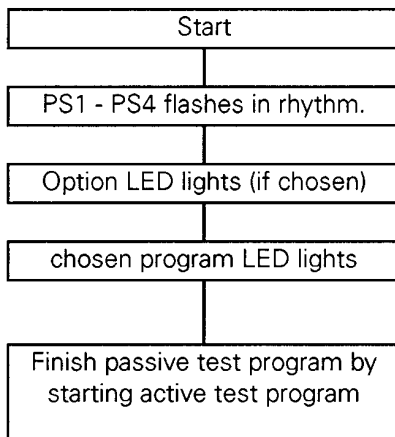 Start
PS1 - PS4 flashes in rhythm.
Option LED lights (if chosen)
chosen program LED lights
Finish passive test program by
starting active test program